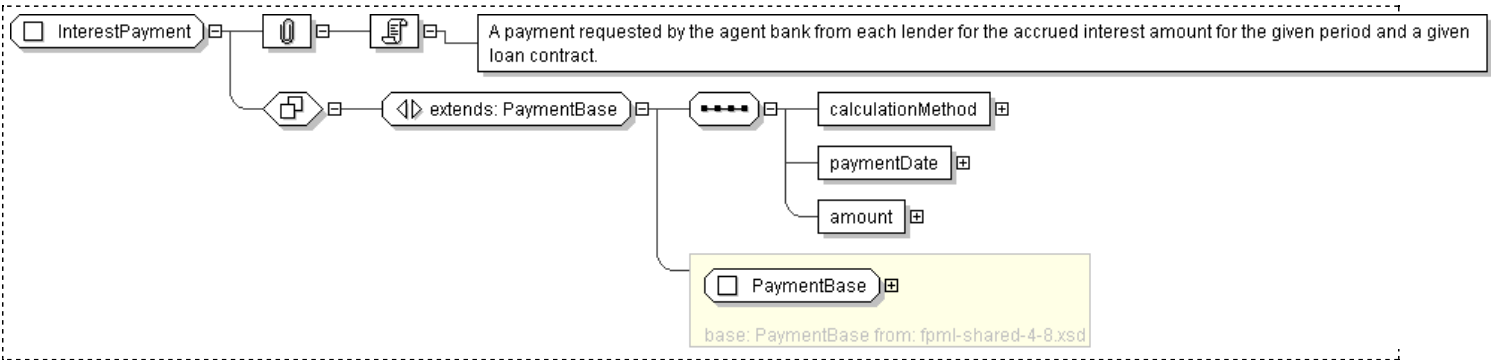 InterestPayment
A payment requested by the agent bank from each lender for the accrued interest amount for the given period and a given
loan contract.
extends: PaymentBase
calculationMethod
paymentDate
amount
PaymentBase
base: PaymentBase from: fpml-shared-4-8.xsd